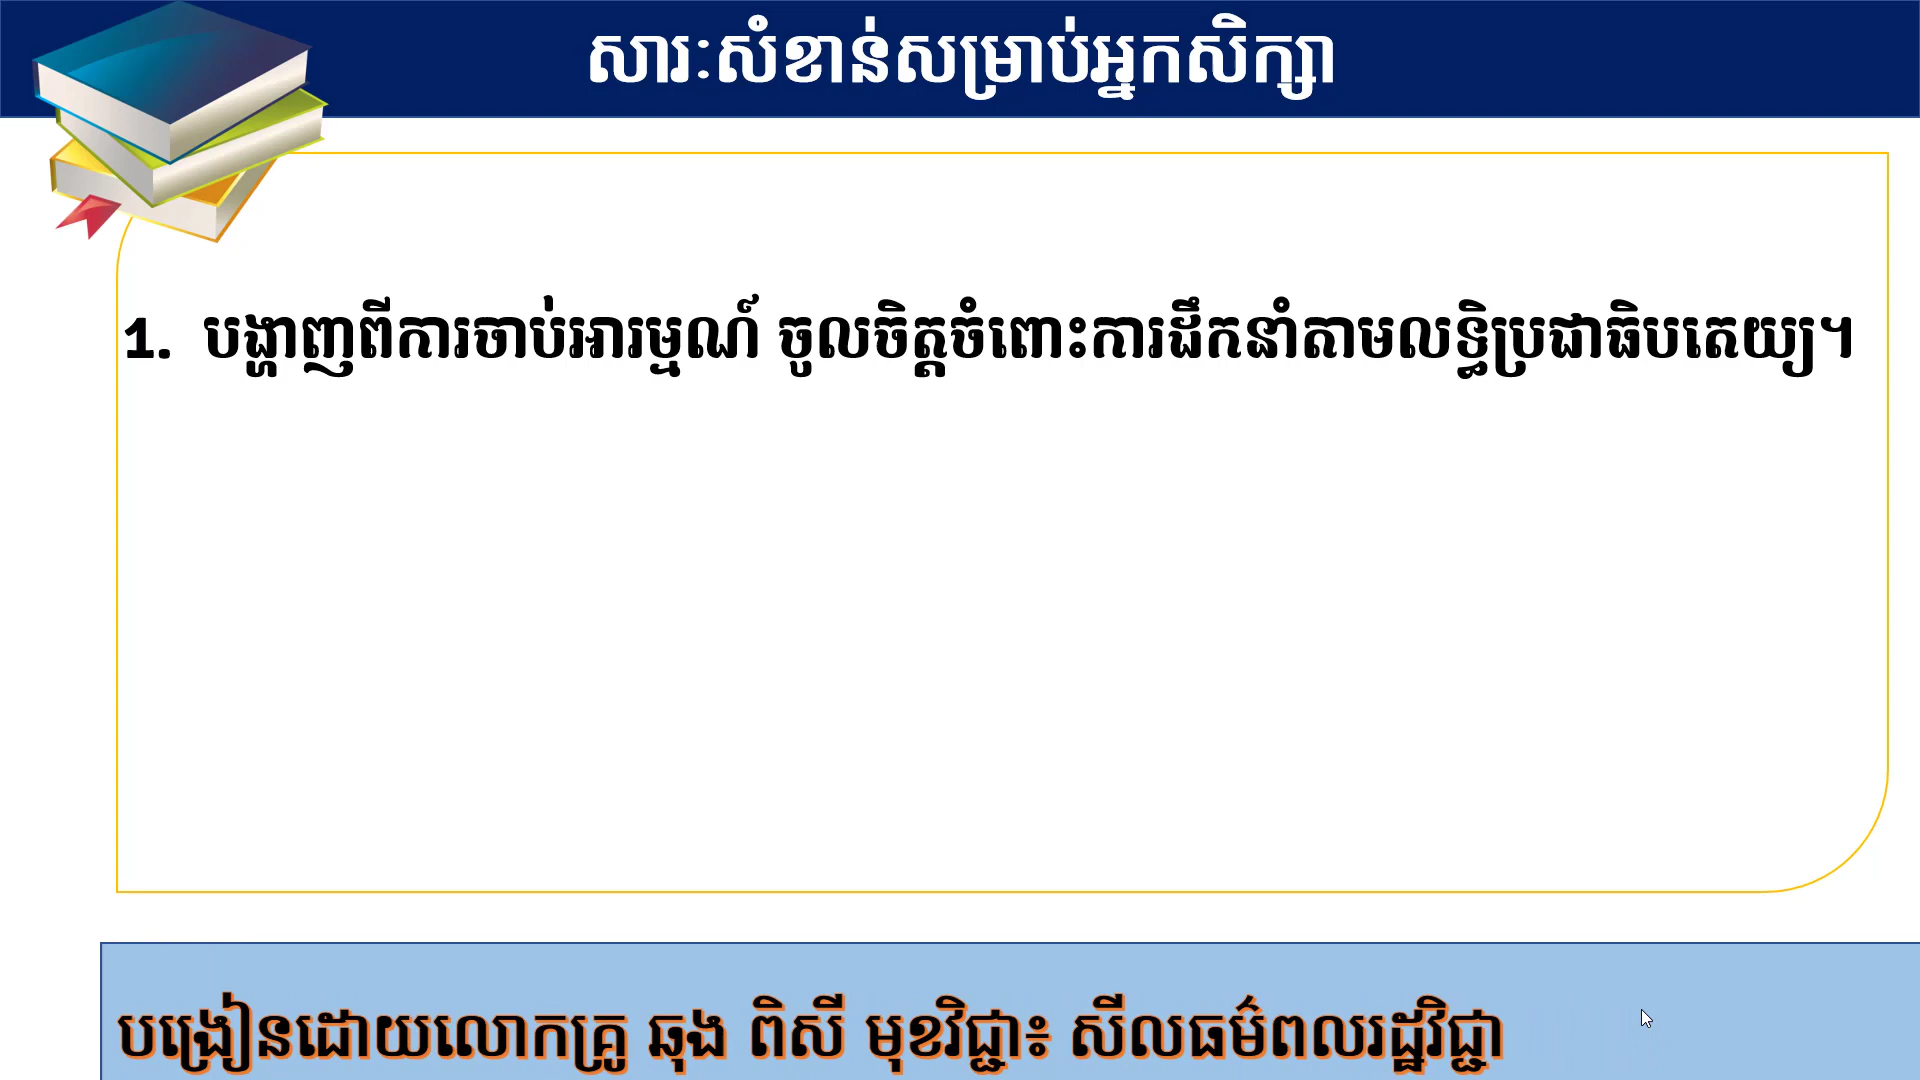 សារៈសំខាន់សម្រាប់អ្នកសិក្សា
1. បង្ហាញពីការចាប់អារម្មណ៍ ចូលចិត្តចំពោះការដឹកនាំតាមលទ្ធិប្រជាធិបតេយ្យ។
បង្រៀនដោយលោកគ្រូ ឆុង ពិសី មុខវិជ្ជា៖ សីលធម៌ពលរដ្ឋវិជ្ជា